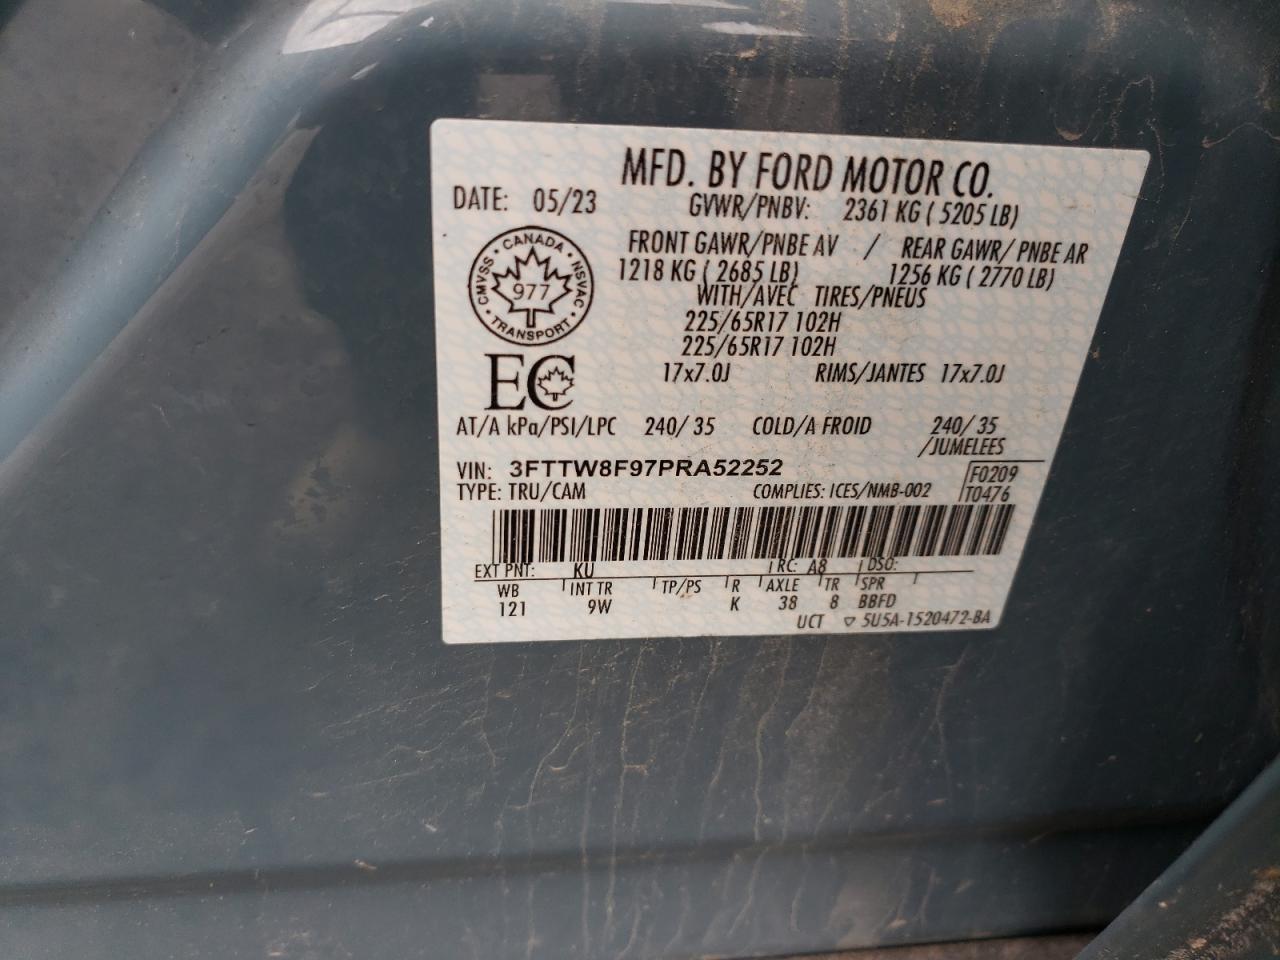 MFD. BY FORD MOTOR CO.
DATE: 05/23
GVWR/PNBV: 2361 KG ( 5205 LB)
FRONT GAWR/PNBE AV / REAR GAWR/ PNBE AR
1218 KG ( 2685 LB) 1256 KG ( 2770 LB)
WITH/AVEC TIRES/PNEUS
225/65R17 102H
225/65R17 102H
17x7.0J RIMS/JANTES 17x7.0J
CANADA
CMVSS
NSVAC
977
TRANSPORT
EC
AT/A kPa/PSI/LPC 240/ 35 COLD/A FROID 240/ 35
/JUMELEES
VIN: 3FTTW8F97PRA52252
F0209
TYPE: TRU/CAM COMPLIES: ICES/NMB-002
T0476
EXT PNT: KU RC: A8 DSO:
WB INT TR TP/PS R AXLE TR SPR
121 9W K 38 8 BBFD
UCT ▽ 5U5A-1520472-BA